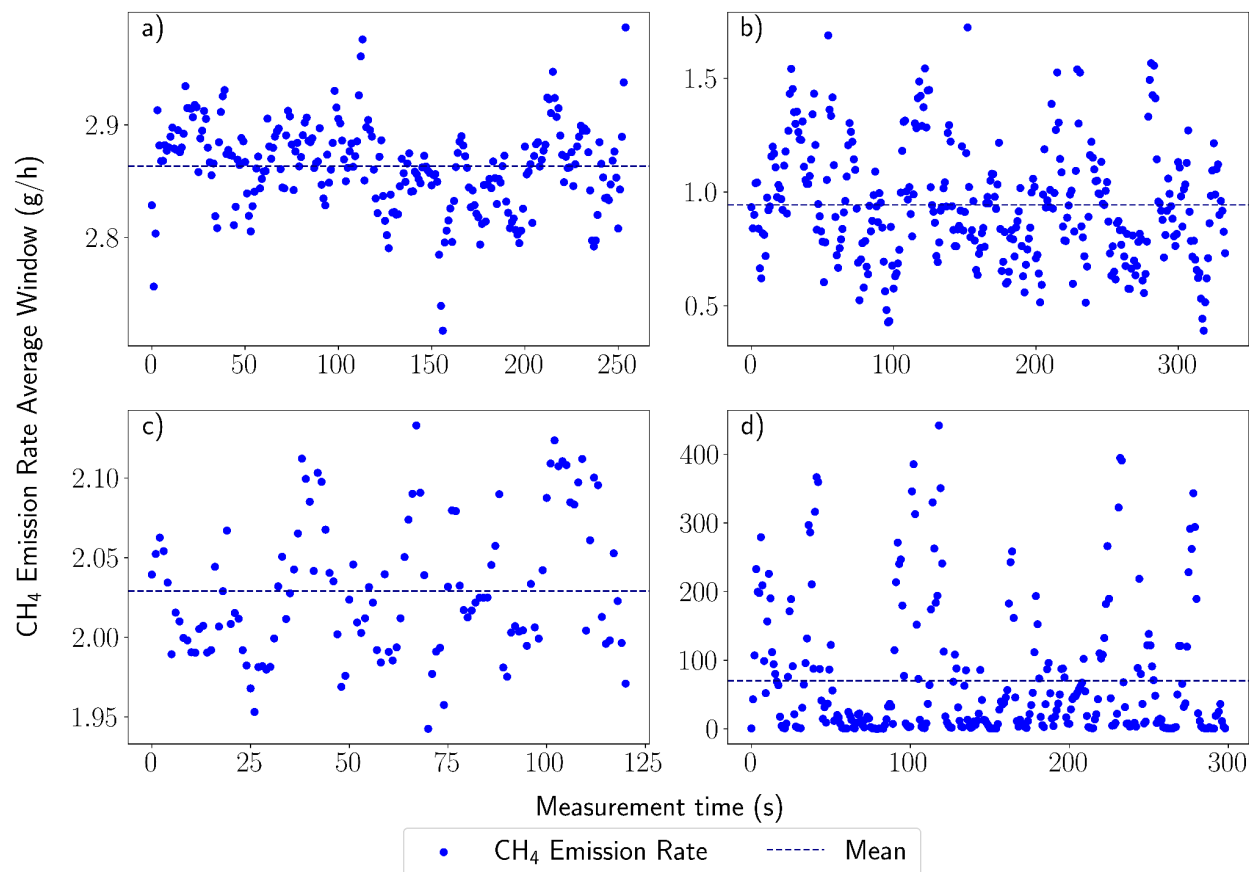 CH₄ Emission Rate Average Window (g/h)
a)
2.9
2.8
0 50 100 150 200 250
b)
1.5
1.0
0.5
0 100 200 300
c)
2.10
2.05
2.00
1.95
0 25 50 75 100 125
d)
400
300
200
100
0
0 100 200 300
Measurement time (s)
CH₄ Emission Rate Mean